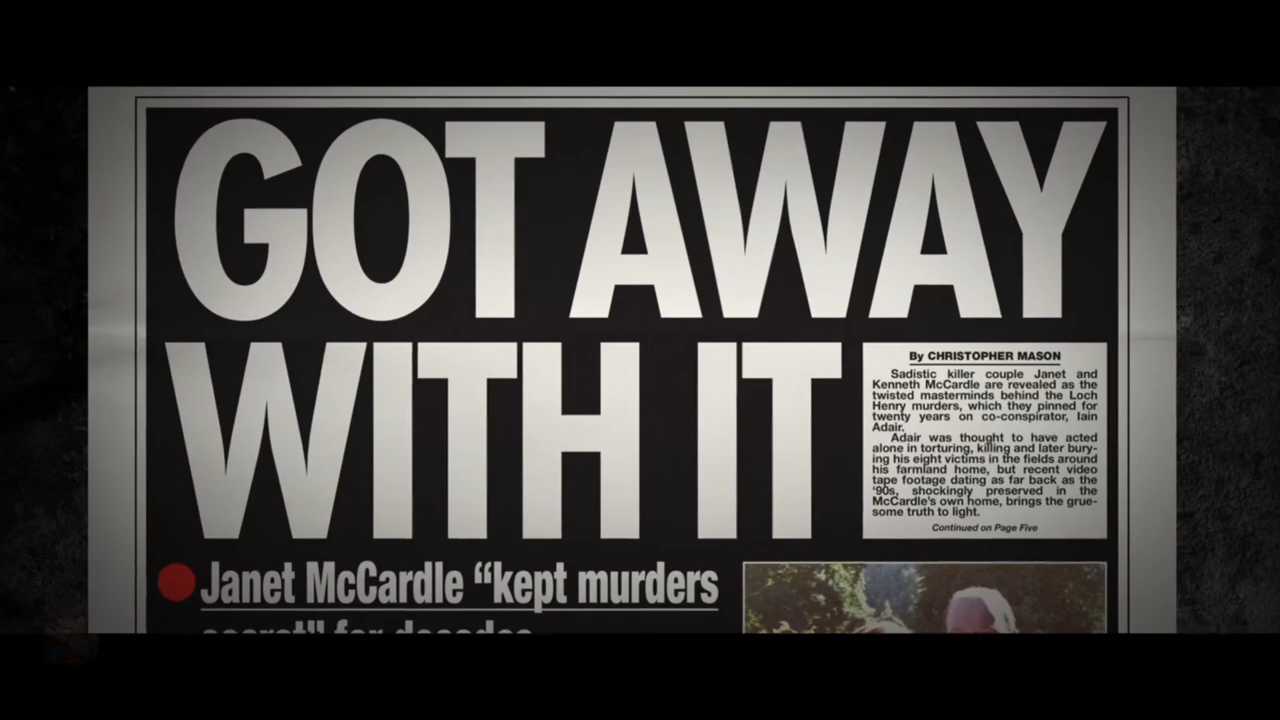 GOT AWAY
WITH IT
By CHRISTOPHER MASON
Sadistic killer couple Janet and
Kenneth McCardle are revealed as the
twisted masterminds behind the Loch
Henry murders, which they pinned for
twenty years on co-conspirator, Iain
Adair.
Adair was thought to have acted
alone in torturing, killing and later bury-
ing his eight victims in the fields around
his farmland home, but recent video
tape footage dating as far back as the
'90s, shockingly preserved in the
McCardle's own home, brings the grue-
some truth to light.
Continued on Page Five
Janet McCardle “kept murders
secret” for decades